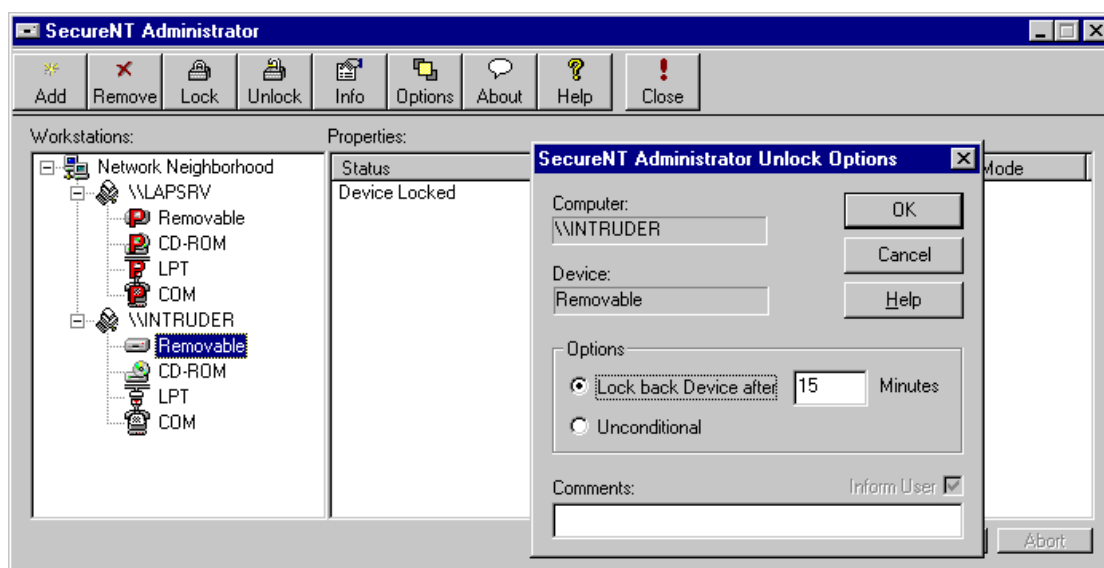 SecureNT Administrator
Add Remove Lock Unlock Info Options About Help Close
Workstations:
Network Neighborhood
\\LAPSRV
Removable
CD-ROM
LPT
COM
\\INTRUDER
Removable
CD-ROM
LPT
COM
Properties:
Status Mode
Device Locked
SecureNT Administrator Unlock Options
Computer:
\\INTRUDER
Device:
Removable
OK
Cancel
Help
Options
Lock back Device after 15 Minutes
Unconditional
Comments: Inform User
Abort